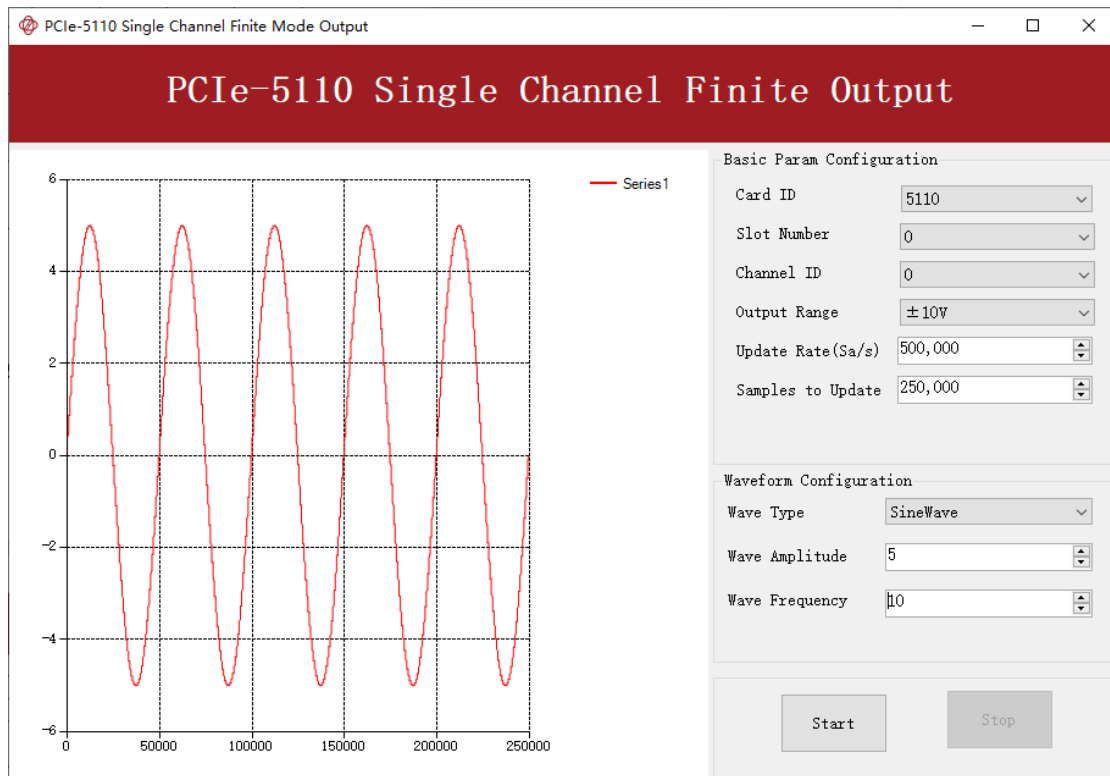 PCIe-5110 Single Channel Finite Mode Output
PCIe-5110 Single Channel Finite Output
6
4
2
0
-2
-4
-6
0 50000 100000 150000 200000 250000
Series1
Basic Param Configuration
Card ID 5110
Slot Number 0
Channel ID 0
Output Range ±10V
Update Rate(Sa/s) 500,000
Samples to Update 250,000
Waveform Configuration
Wave Type SineWave
Wave Amplitude 5
Wave Frequency 10
Start Stop